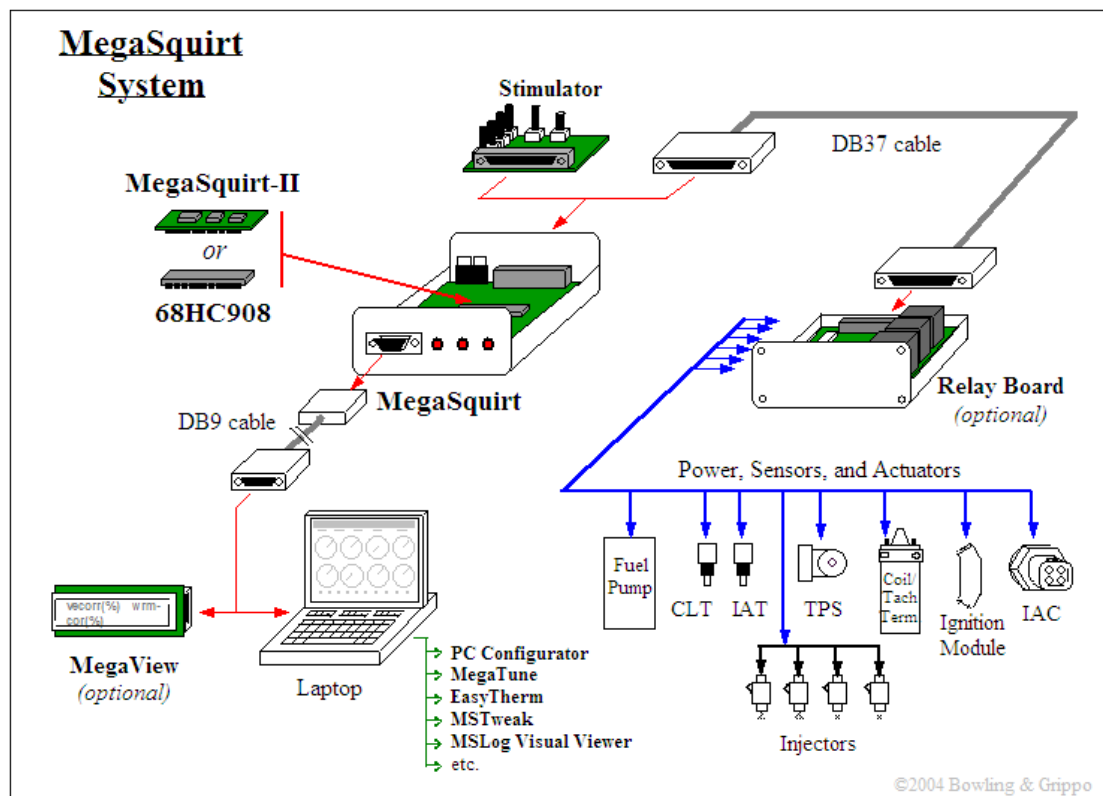 MegaSquirt
System
Stimulator
DB37 cable
MegaSquirt-II
or
68HC908
MegaSquirt
Relay Board
(optional)
DB9 cable
Power, Sensors, and Actuators
Fuel
Pump
CLT
IAT
TPS
Coil/
Tach
Term.
Ignition
Module
IAC
vecorr(%) wrm-
cor(%)
MegaView
(optional)
Laptop
PC Configurator
MegaTune
EasyTherm
MSTweak
MSLog Visual Viewer
etc.
Injectors
©2004 Bowling & Grippo